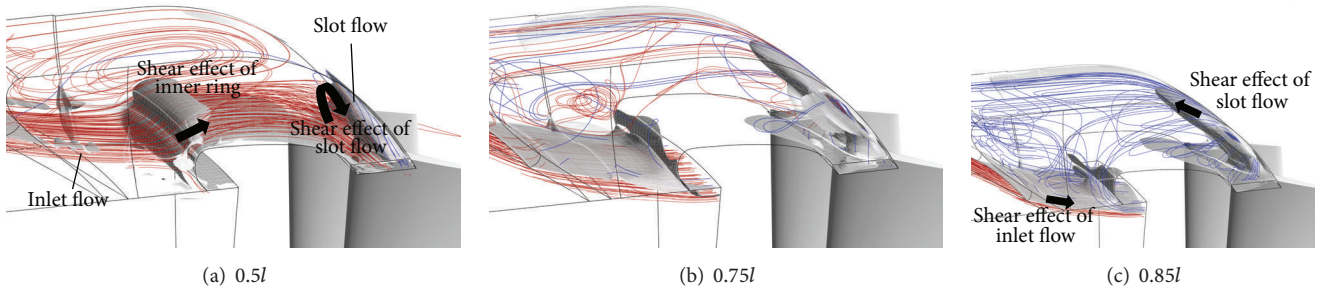 Slot flow
Shear effect of
inner ring
Shear effect of
slot flow
Inlet flow
Shear effect of
slot flow
Shear effect of
inlet flow
(a) 0.5l
(b) 0.75l
(c) 0.85l